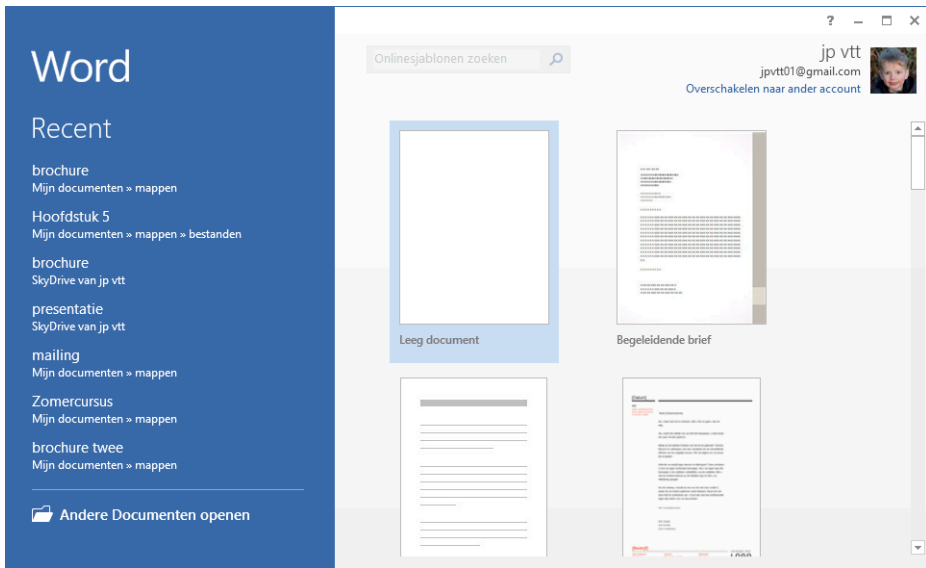 Word
Recent
brochure
Mijn documenten » mappen
Hoofdstuk 5
Mijn documenten » mappen » bestanden
brochure
SkyDrive van jp vtt
presentatie
SkyDrive van jp vtt
mailing
Mijn documenten » mappen
Zomercursus
Mijn documenten » mappen
brochure twee
Mijn documenten » mappen
Andere Documenten openen
?
Onlinesjablonen zoeken
jp vtt
jpvtt01@gmail.com
Overschakelen naar ander account
Leeg document
Begeleidende brief